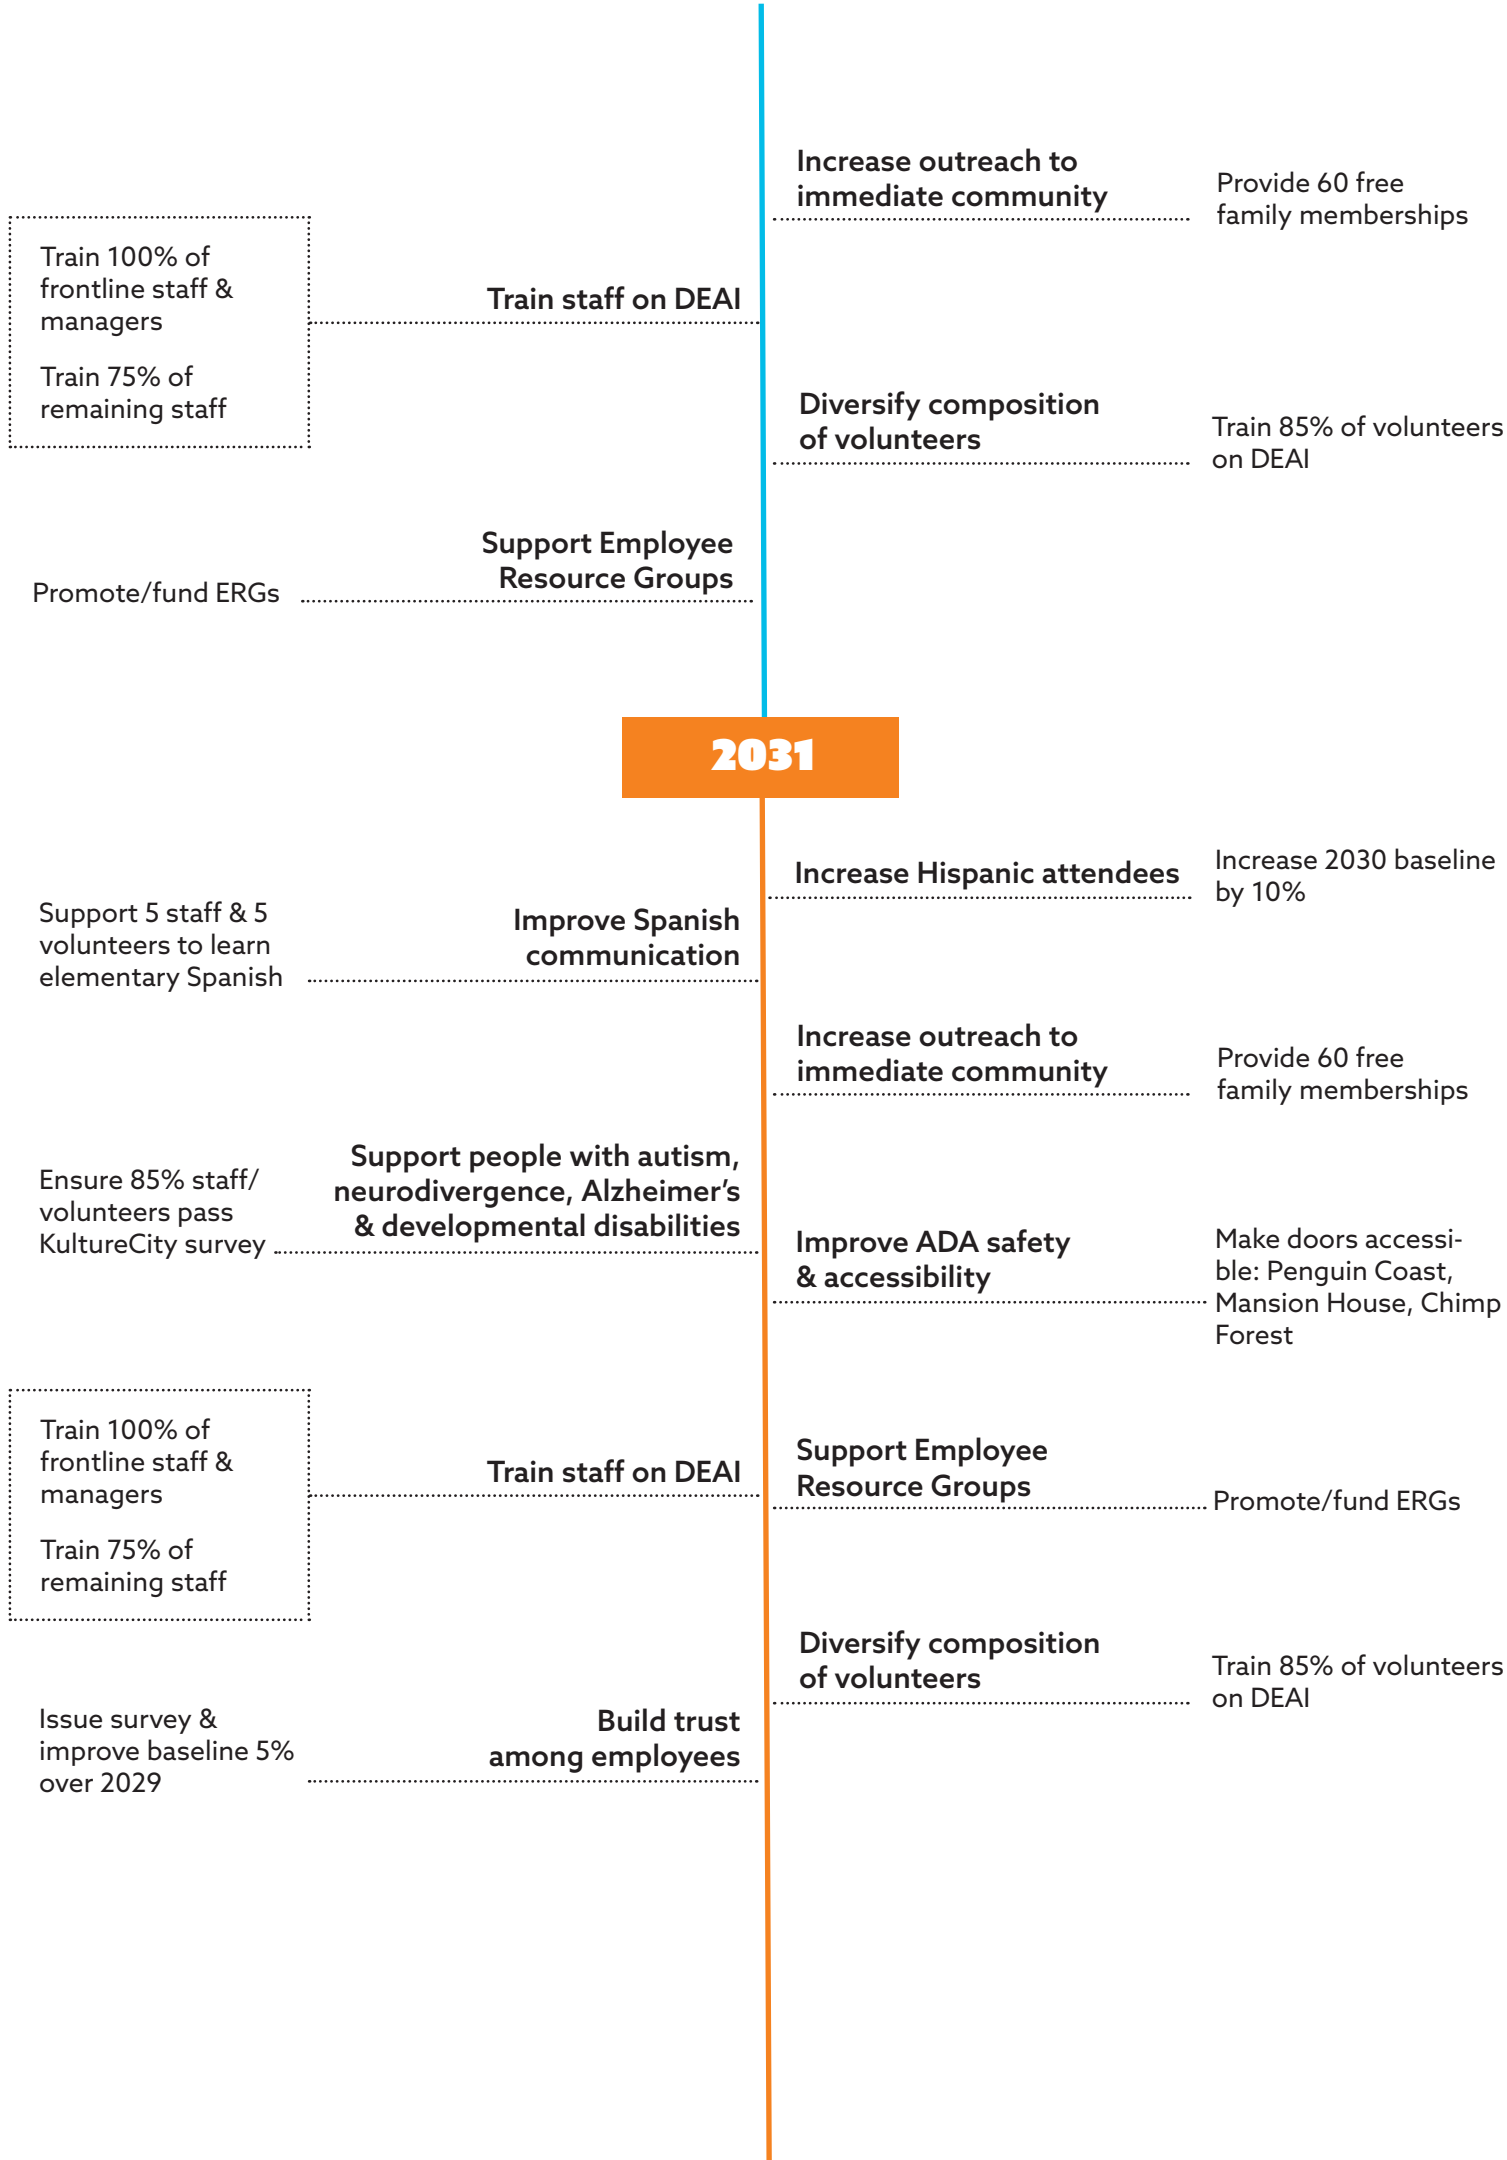 Increase outreach to
immediate community
Provide 60 free
family memberships
Train 100% of
frontline staff &
managers
Train 75% of
remaining staff
Train staff on DEAI
Diversify composition
of volunteers
Train 85% of volunteers
on DEAI
Support Employee
Resource Groups
Promote/fund ERGs
2031
Increase Hispanic attendees
Increase 2030 baseline
by 10%
Improve Spanish
communication
Support 5 staff & 5
volunteers to learn
elementary Spanish
Increase outreach to
immediate community
Provide 60 free
family memberships
Support people with autism,
neurodivergence, Alzheimer’s
& developmental disabilities
Ensure 85% staff/
volunteers pass
KultureCity survey
Improve ADA safety
& accessibility
Make doors accessi-
ble: Penguin Coast,
Mansion House, Chimp
Forest
Train 100% of
frontline staff &
managers
Train 75% of
remaining staff
Train staff on DEAI
Support Employee
Resource Groups
Promote/fund ERGs
Diversify composition
of volunteers
Train 85% of volunteers
on DEAI
Build trust
among employees
Issue survey &
improve baseline 5%
over 2029